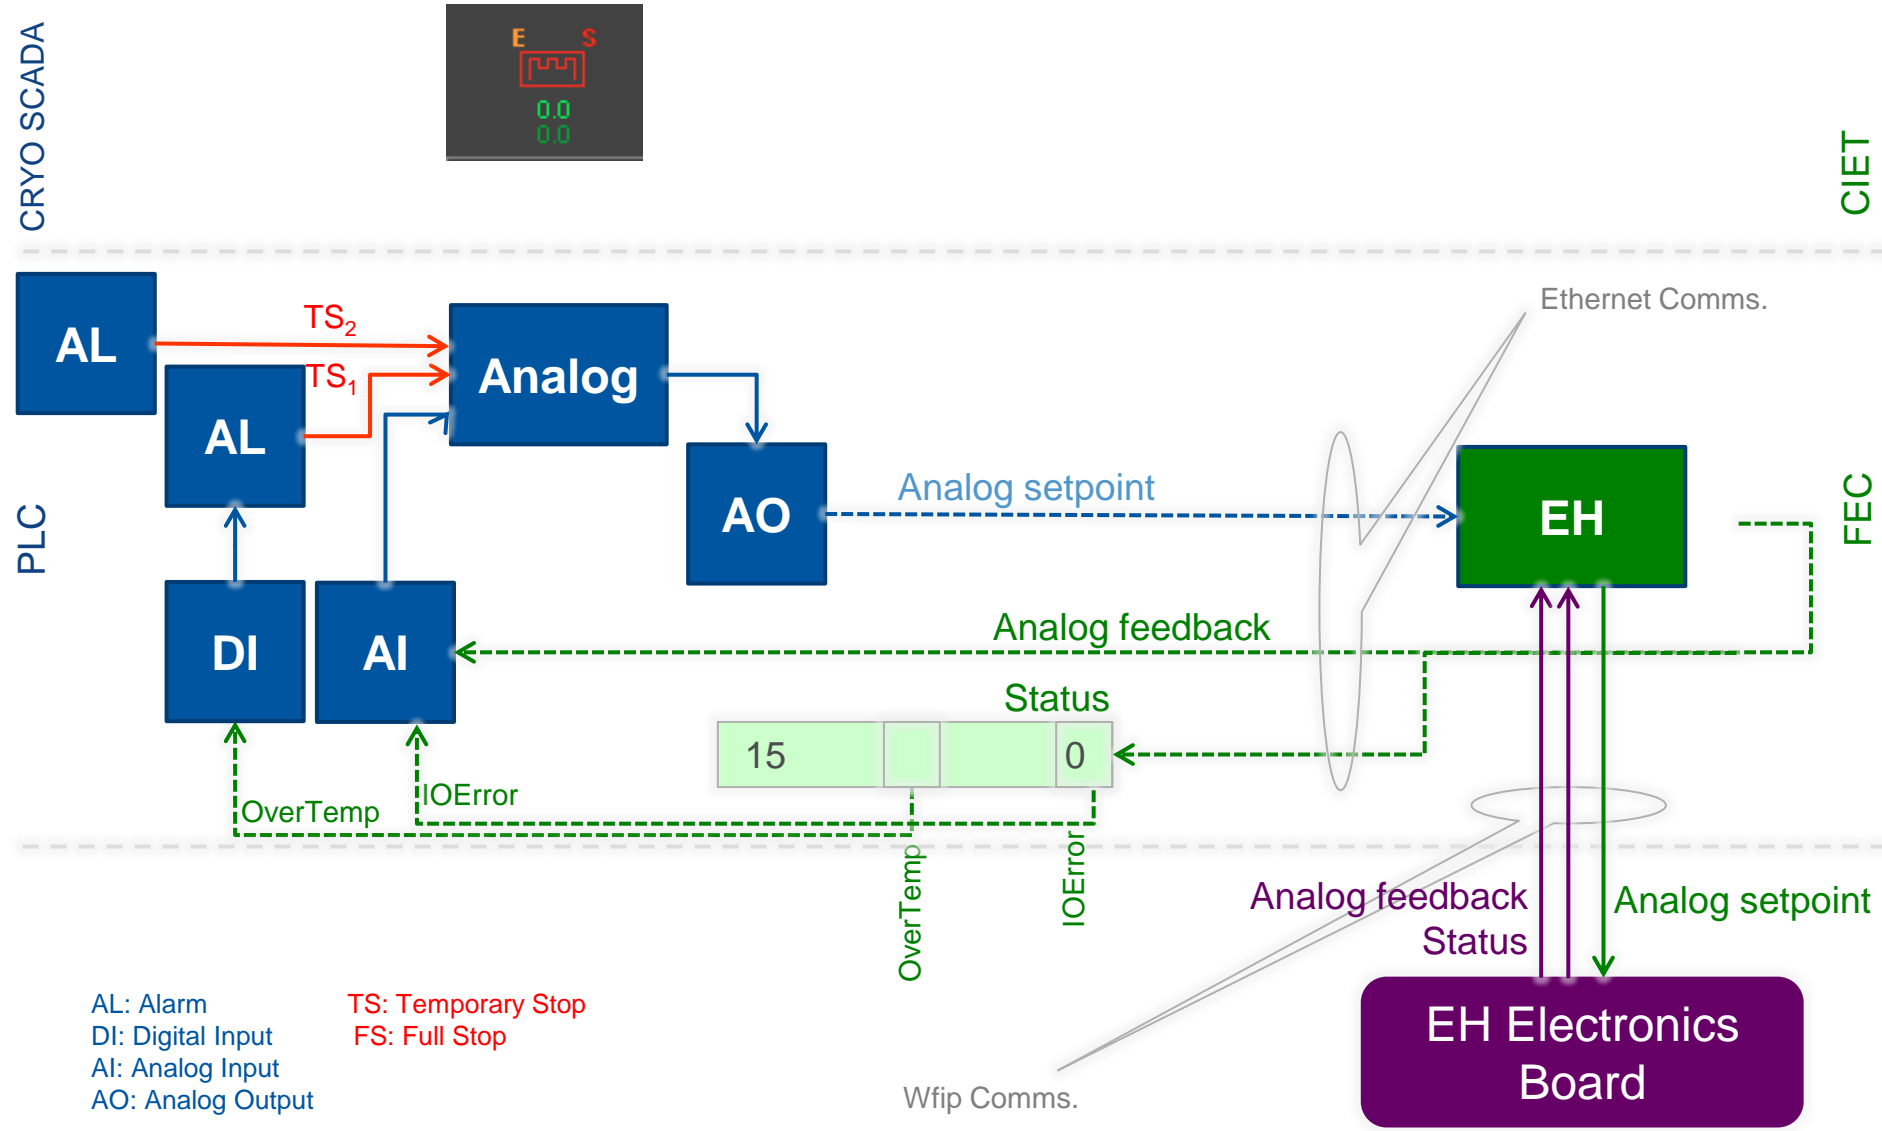 CRYO SCADA
E S
0.0
0.0
CIET
AL
TS2
TS1
AL
Analog
Ethernet Comms.
PLC
AO
Analog setpoint
EH
FEC
DI
AI
Analog feedback
Status
15
0
OverTemp
IOError
OverTemp
IOError
Analog feedback
Status
Analog setpoint
AL: Alarm
DI: Digital Input
AI: Analog Input
AO: Analog Output
TS: Temporary Stop
FS: Full Stop
Wfip Comms.
EH Electronics
Board